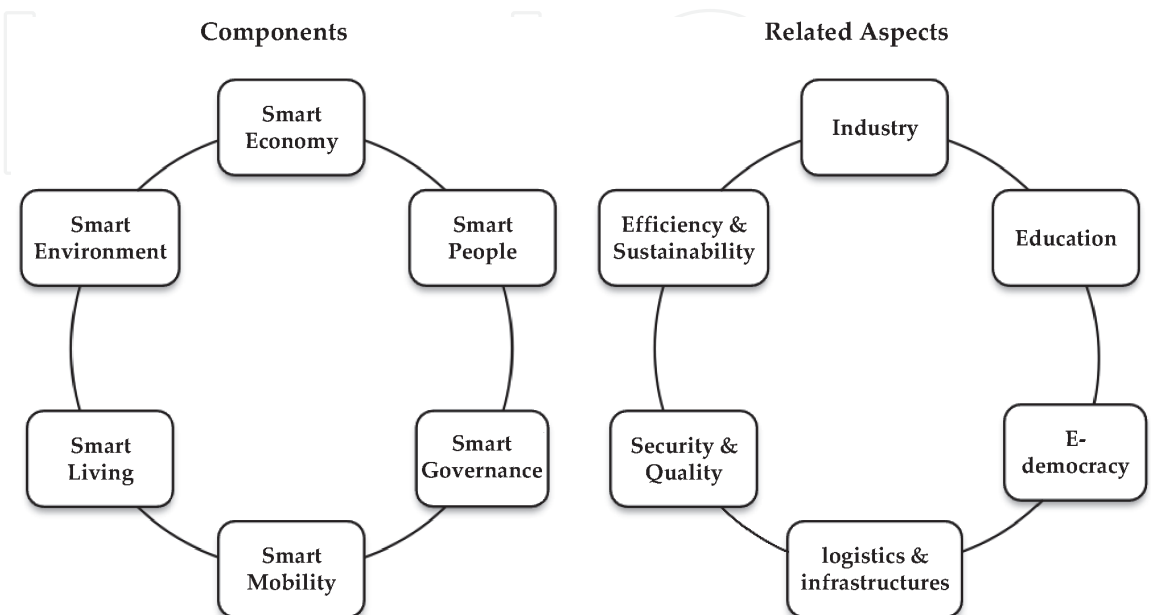 Components
Smart
Economy
Smart
People
Smart
Governance
Smart
Mobility
Smart
Living
Smart
Environment
Related Aspects
Industry
Education
E-
democracy
logistics &
infrastructures
Security &
Quality
Efficiency &
Sustainability